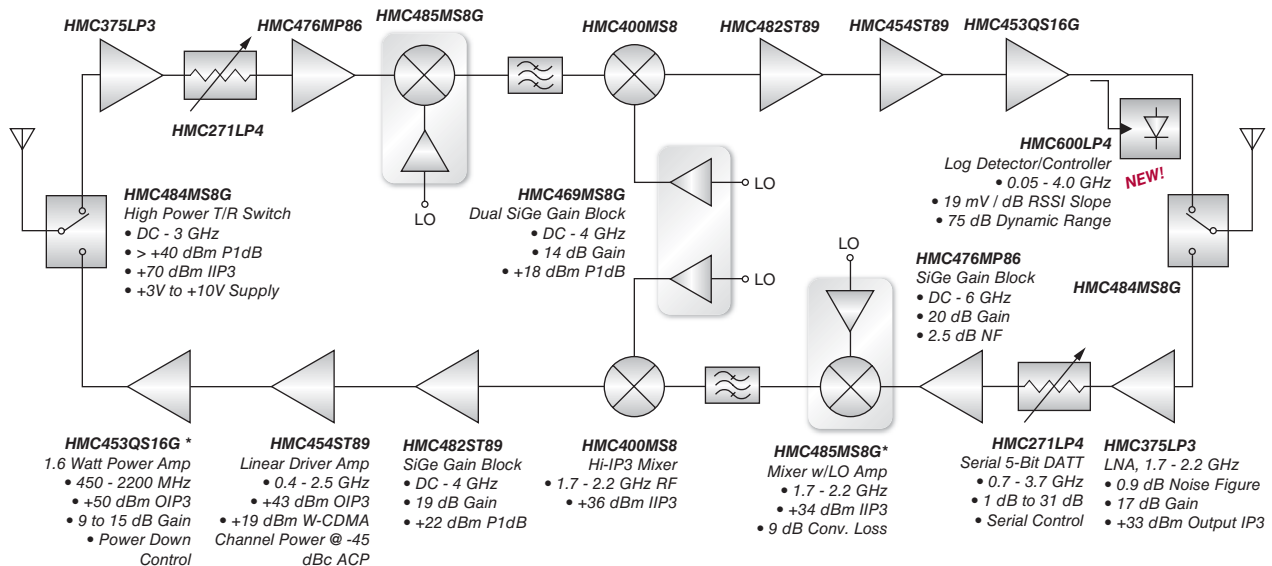 HMC375LP3
HMC476MP86
HMC485MS8G
HMC400MS8
HMC482ST89
HMC454ST89
HMC453QS16G
HMC271LP4
LO
HMC484MS8G
High Power T/R Switch
• DC - 3 GHz
• > +40 dBm P1dB
• +70 dBm IIP3
• +3V to +10V Supply
HMC469MS8G
Dual SiGe Gain Block
• DC - 4 GHz
• 14 dB Gain
• +18 dBm P1dB
LO
LO
HMC600LP4
Log Detector/Controller
• 0.05 - 4.0 GHz
• 19 mV / dB RSSI Slope
• 75 dB Dynamic Range
NEW!
LO
HMC476MP86
SiGe Gain Block
• DC - 6 GHz
• 20 dB Gain
• 2.5 dB NF
HMC484MS8G
HMC453QS16G *
1.6 Watt Power Amp
• 450 - 2200 MHz
• +50 dBm OIP3
• 9 to 15 dB Gain
• Power Down
Control
HMC454ST89
Linear Driver Amp
• 0.4 - 2.5 GHz
• +43 dBm OIP3
• +19 dBm W-CDMA
Channel Power @ -45
dBc ACP
HMC482ST89
SiGe Gain Block
• DC - 4 GHz
• 19 dB Gain
• +22 dBm P1dB
HMC400MS8
Hi-IP3 Mixer
• 1.7 - 2.2 GHz RF
• +36 dBm IIP3
HMC485MS8G*
Mixer w/LO Amp
• 1.7 - 2.2 GHz
• +34 dBm IIP3
• 9 dB Conv. Loss
HMC271LP4
Serial 5-Bit DATT
• 0.7 - 3.7 GHz
• 1 dB to 31 dB
• Serial Control
HMC375LP3
LNA, 1.7 - 2.2 GHz
• 0.9 dB Noise Figure
• 17 dB Gain
• +33 dBm Output IP3